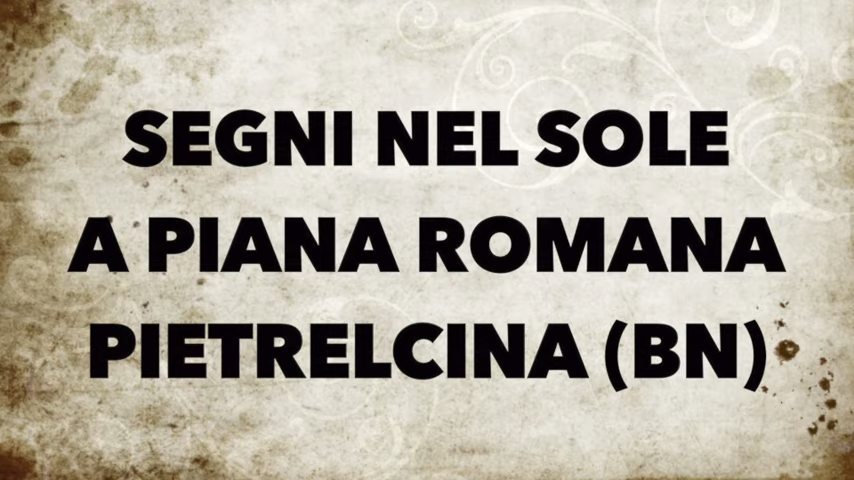 SEGNI NEL SOLE
A PIANA ROMANA
PIETRELCINA (BN)